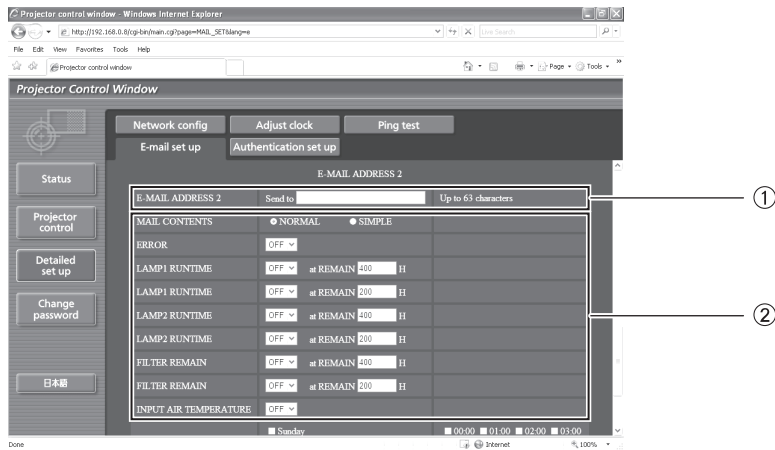 Projector control window - Windows Internet Explorer
http://192.168.0.8/cgi-bin/main.cgi?page=MAIL_SET&lang=e
Live Search
File Edit View Favorites Tools Help
Projector control window
Page Tools
Projector Control Window
Network config Adjust clock Ping test
E-mail set up Authentication set up
Status
Projector control
Detailed set up
Change password
日本語
E-MAIL ADDRESS 2
E-MAIL ADDRESS 2 Send to Up to 63 characters
MAIL CONTENTS NORMAL SIMPLE
ERROR OFF
LAMP1 RUNTIME OFF at REMAIN 400 H
LAMP1 RUNTIME OFF at REMAIN 200 H
LAMP2 RUNTIME OFF at REMAIN 400 H
LAMP2 RUNTIME OFF at REMAIN 200 H
FILTER REMAIN OFF at REMAIN 400 H
FILTER REMAIN OFF at REMAIN 200 H
INPUT AIR TEMPERATURE OFF
Sunday 00:00 01:00 02:00 03:00
Done Internet 100%
①
②